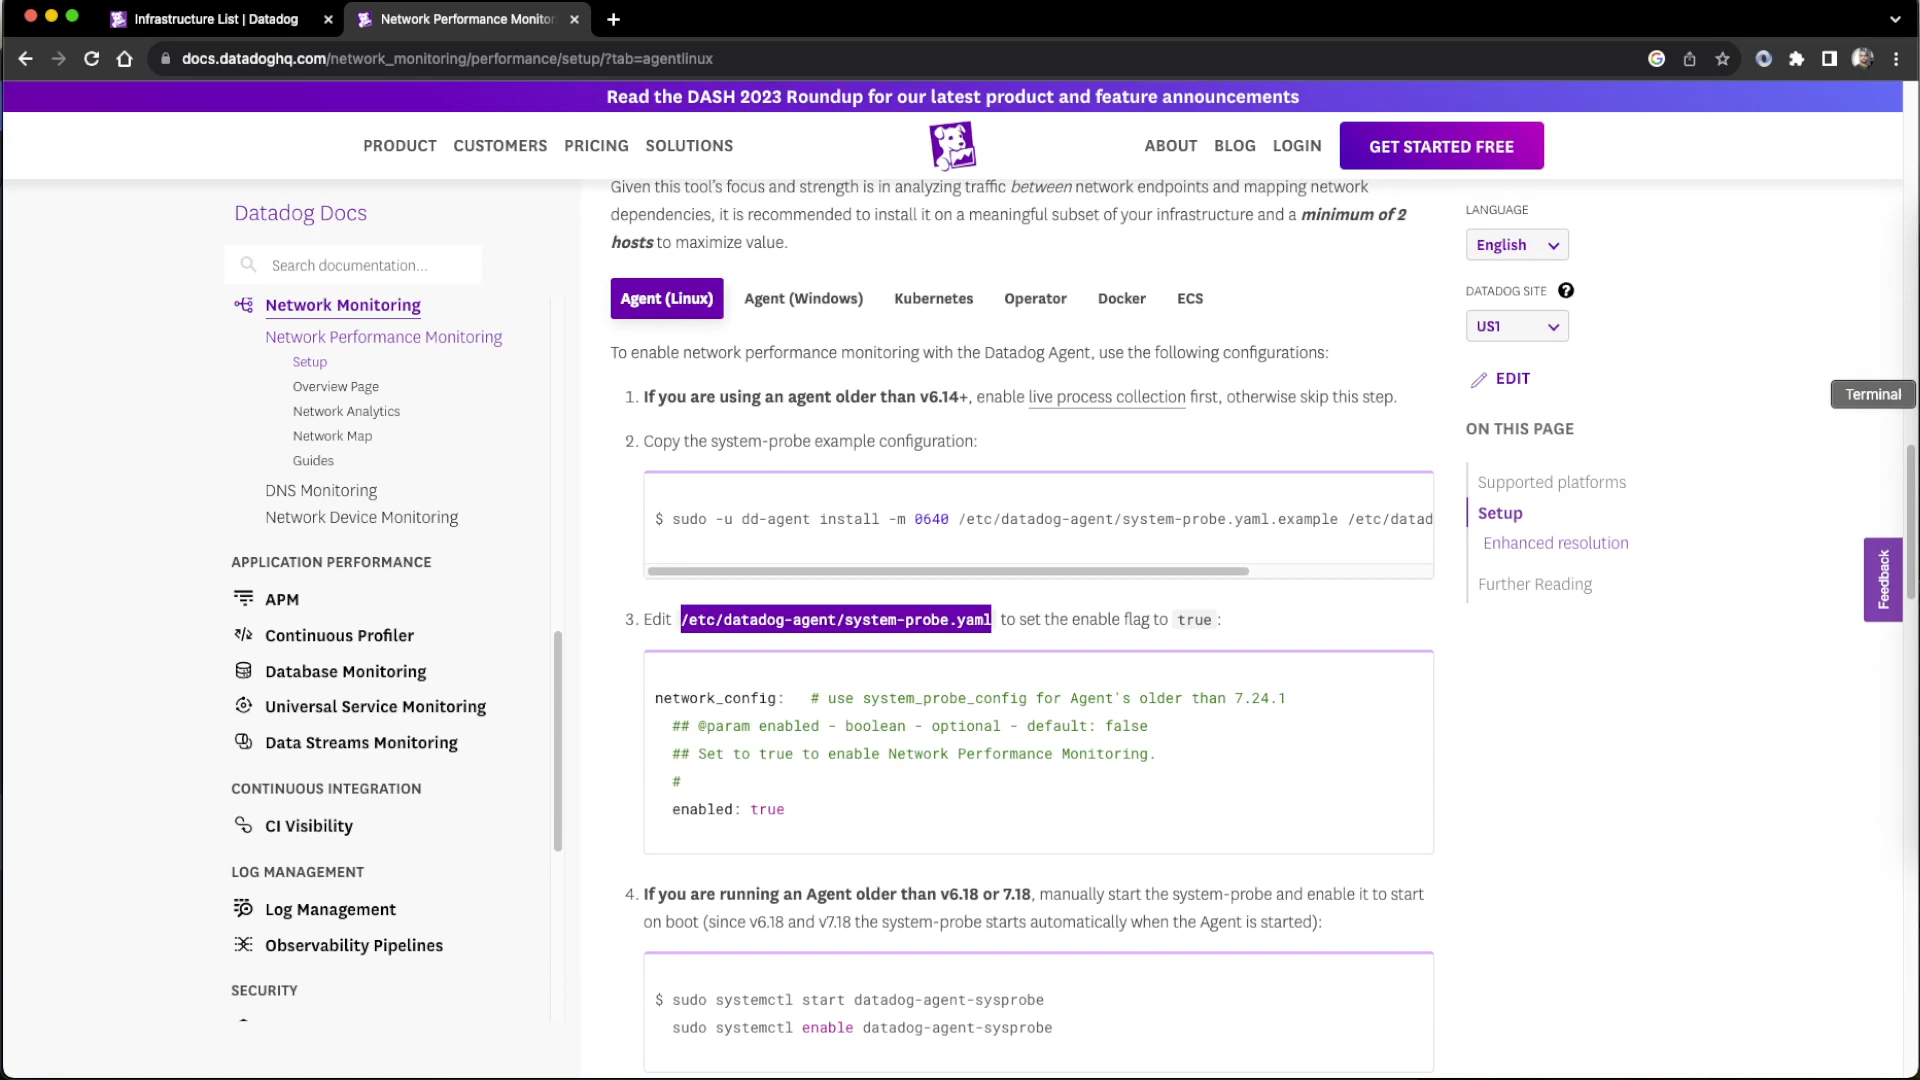 Infrastructure List | Datadog
Network Performance Monitor
docs.datadoghq.com/network_monitoring/performance/setup/?tab=agentlinux
Read the DASH 2023 Roundup for our latest product and feature announcements
PRODUCT CUSTOMERS PRICING SOLUTIONS
ABOUT BLOG LOGIN GET STARTED FREE
Datadog Docs
Search documentation...
Network Monitoring
Network Performance Monitoring
Setup
Overview Page
Network Analytics
Network Map
Guides
DNS Monitoring
Network Device Monitoring
APPLICATION PERFORMANCE
APM
Continuous Profiler
Database Monitoring
Universal Service Monitoring
Data Streams Monitoring
CONTINUOUS INTEGRATION
CI Visibility
LOG MANAGEMENT
Log Management
Observability Pipelines
SECURITY
Given this tool's focus and strength is in analyzing traffic between network endpoints and mapping network
dependencies, it is recommended to install it on a meaningful subset of your infrastructure and a minimum of 2
hosts to maximize value.
Agent (Linux) Agent (Windows) Kubernetes Operator Docker ECS
To enable network performance monitoring with the Datadog Agent, use the following configurations:
1. If you are using an agent older than v6.14+, enable live process collection first, otherwise skip this step.
2. Copy the system-probe example configuration:
$ sudo -u dd-agent install -m 0640 /etc/datadog-agent/system-probe.yaml.example /etc/datad
3. Edit /etc/datadog-agent/system-probe.yaml to set the enable flag to true :
network_config:   # use system_probe_config for Agent's older than 7.24.1
## @param enabled - boolean - optional - default: false
## Set to true to enable Network Performance Monitoring.
#
enabled: true
4. If you are running an Agent older than v6.18 or 7.18, manually start the system-probe and enable it to start
on boot (since v6.18 and v7.18 the system-probe starts automatically when the Agent is started):
$ sudo systemctl start datadog-agent-sysprobe
sudo systemctl enable datadog-agent-sysprobe
LANGUAGE
English
DATADOG SITE ?
US1
EDIT
ON THIS PAGE
Supported platforms
Setup
Enhanced resolution
Further Reading
Terminal
Feedback